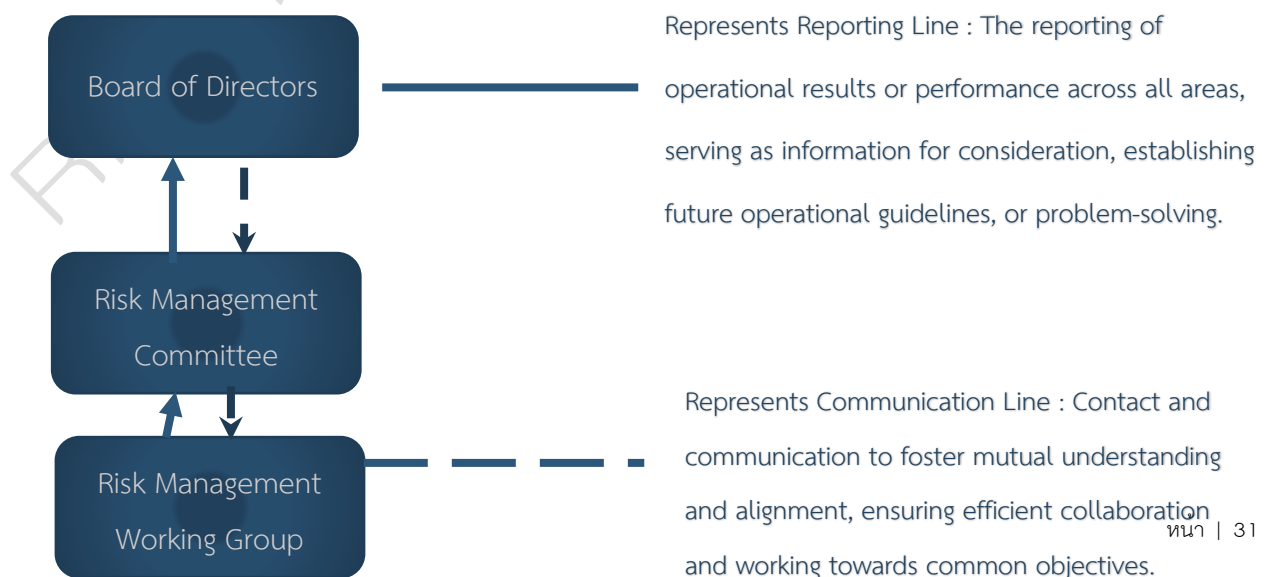 Board of Directors
Represents Reporting Line : The reporting of
operational results or performance across all areas,
serving as information for consideration, establishing
future operational guidelines, or problem-solving.
Risk Management
Committee
Represents Communication Line : Contact and
communication to foster mutual understanding
and alignment, ensuring efficient collaboration
and working towards common objectives.
Risk Management
Working Group
หน้า | 31